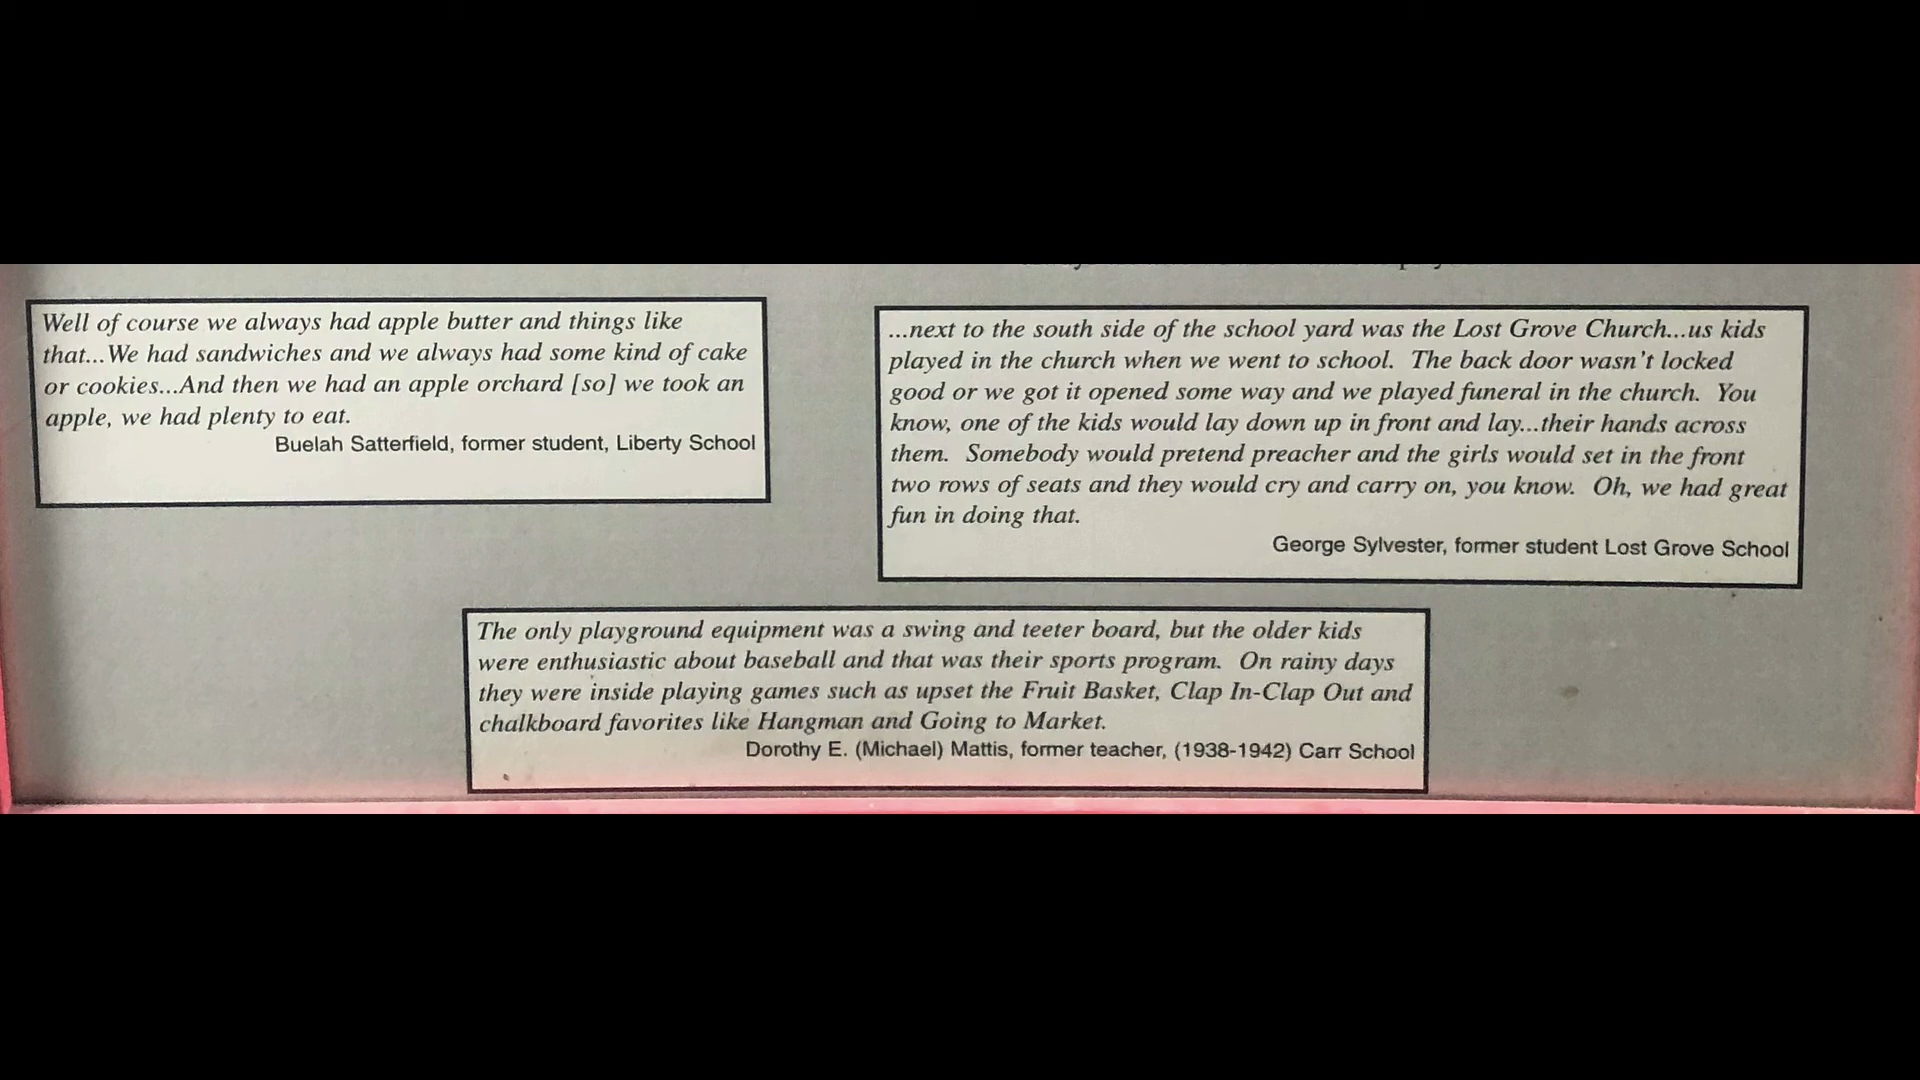 Well of course we always had apple butter and things like
that...We had sandwiches and we always had some kind of cake
or cookies...And then we had an apple orchard [so] we took an
apple, we had plenty to eat.
Buelah Satterfield, former student, Liberty School
...next to the south side of the school yard was the Lost Grove Church...us kids
played in the church when we went to school. The back door wasn't locked
good or we got it opened some way and we played funeral in the church. You
know, one of the kids would lay down up in front and lay...their hands across
them. Somebody would pretend preacher and the girls would set in the front
two rows of seats and they would cry and carry on, you know. Oh, we had great
fun in doing that.
George Sylvester, former student Lost Grove School
The only playground equipment was a swing and teeter board, but the older kids
were enthusiastic about baseball and that was their sports program. On rainy days
they were inside playing games such as upset the Fruit Basket, Clap In-Clap Out and
chalkboard favorites like Hangman and Going to Market.
Dorothy E. (Michael) Mattis, former teacher, (1938-1942) Carr School